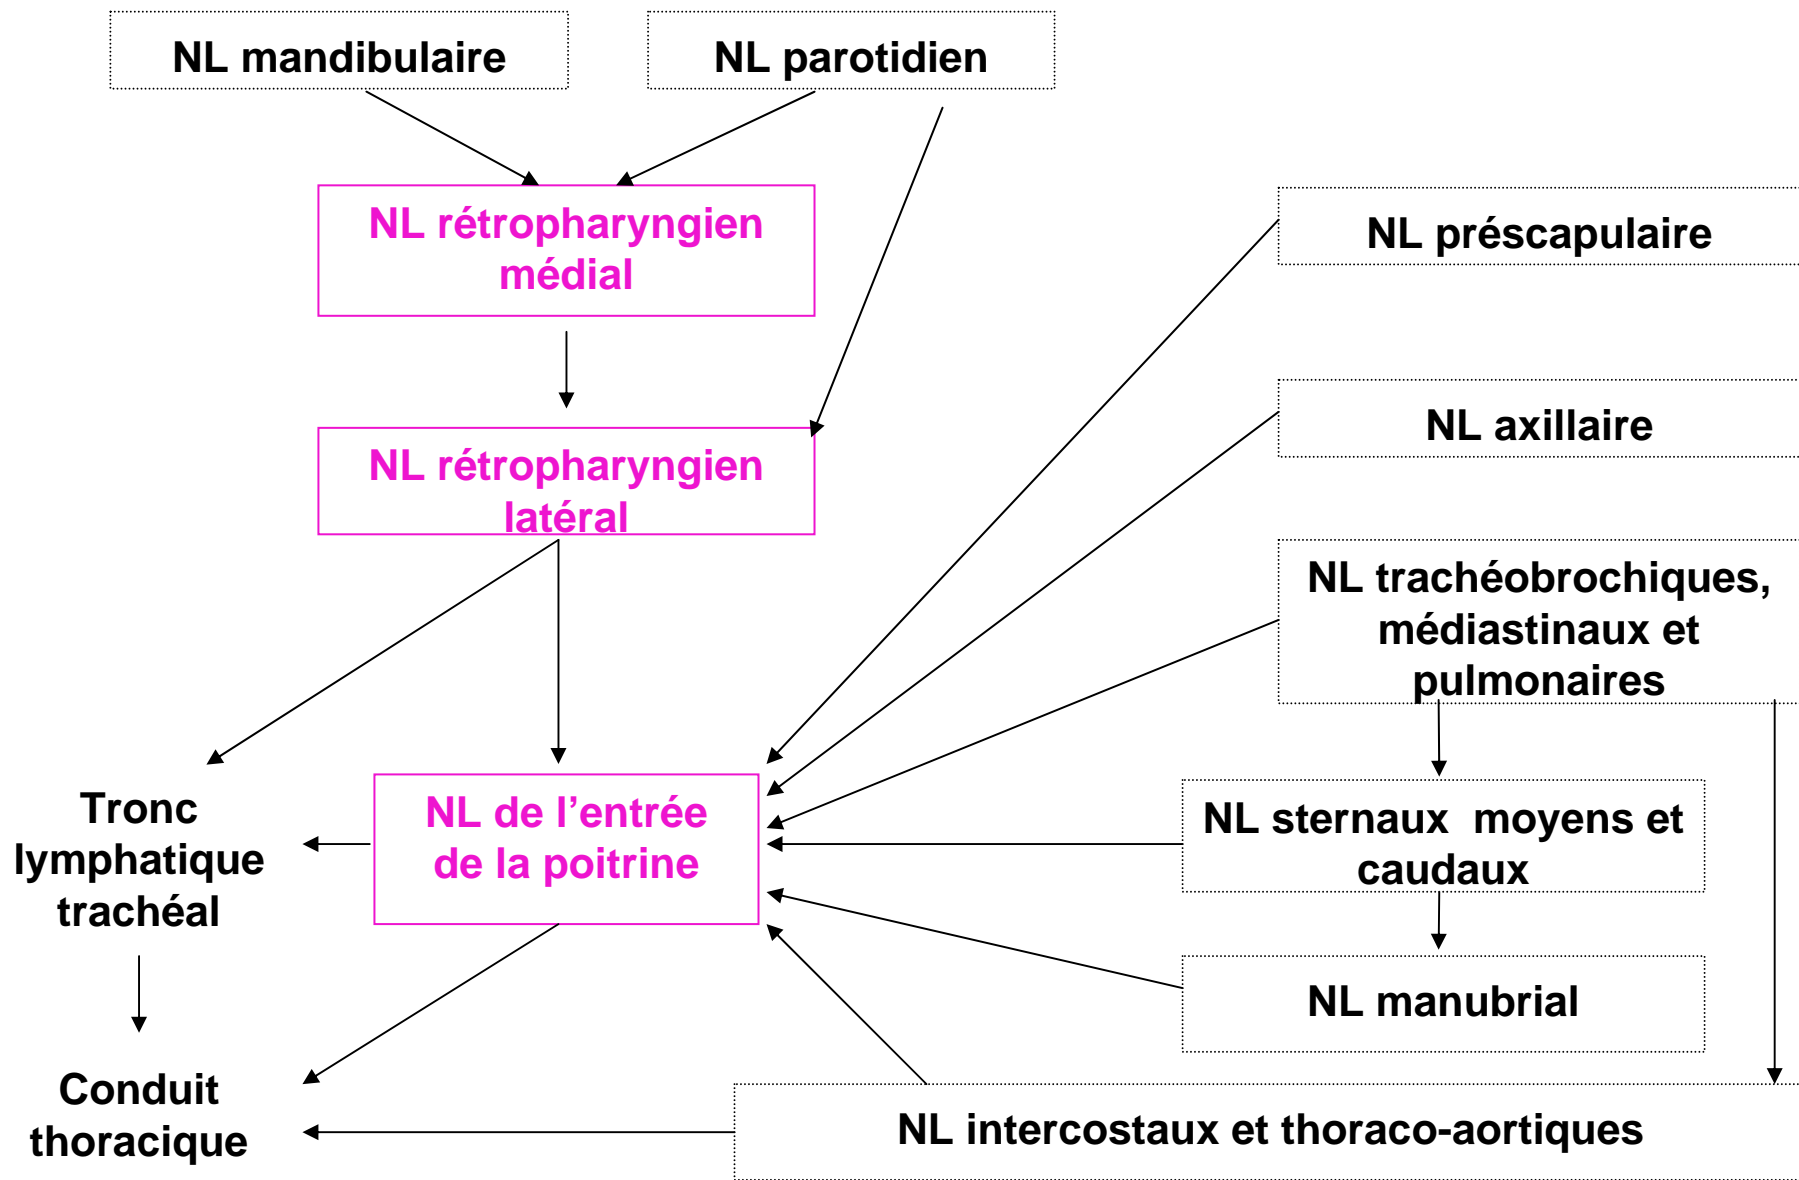 NL mandibulaire
NL parotidien
NL rétropharyngien
médial
NL préscapulaire
NL rétropharyngien
latéral
NL axillaire
NL trachéobrochiques,
médiastinaux et
pulmonaires
Tronc
lymphatique
trachéal
NL de l’entrée
de la poitrine
NL sternaux  moyens et
caudaux
NL manubrial
Conduit
thoracique
NL intercostaux et thoraco-aortiques